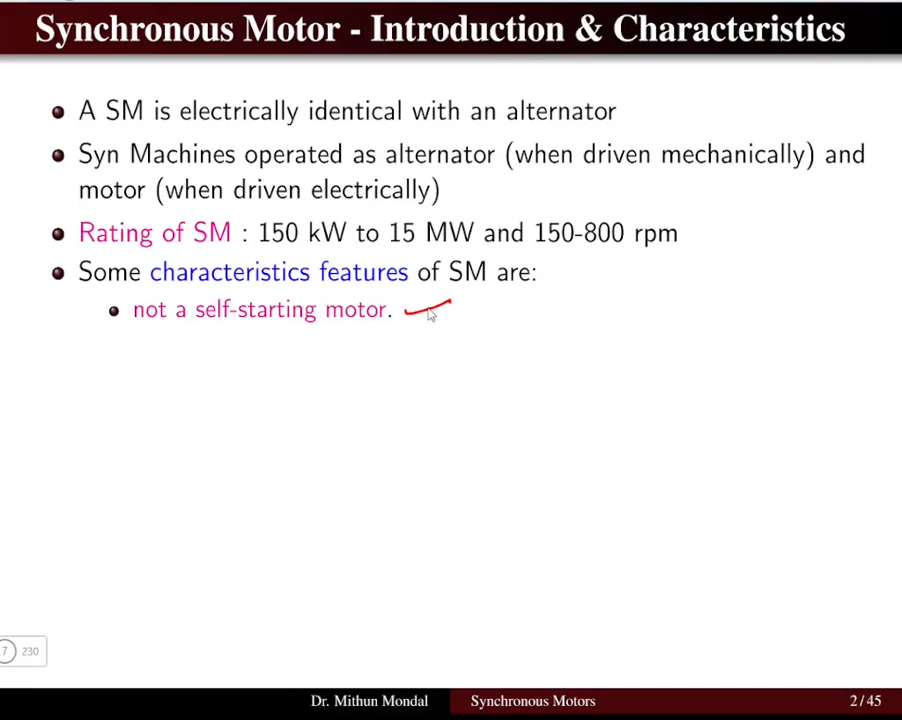 Synchronous Motor - Introduction & Characteristics
A SM is electrically identical with an alternator
Syn Machines operated as alternator (when driven mechanically) and
motor (when driven electrically)
Rating of SM : 150 kW to 15 MW and 150-800 rpm
Some characteristics features of SM are:
not a self-starting motor.
7 230
Dr. Mithun Mondal Synchronous Motors 2/45